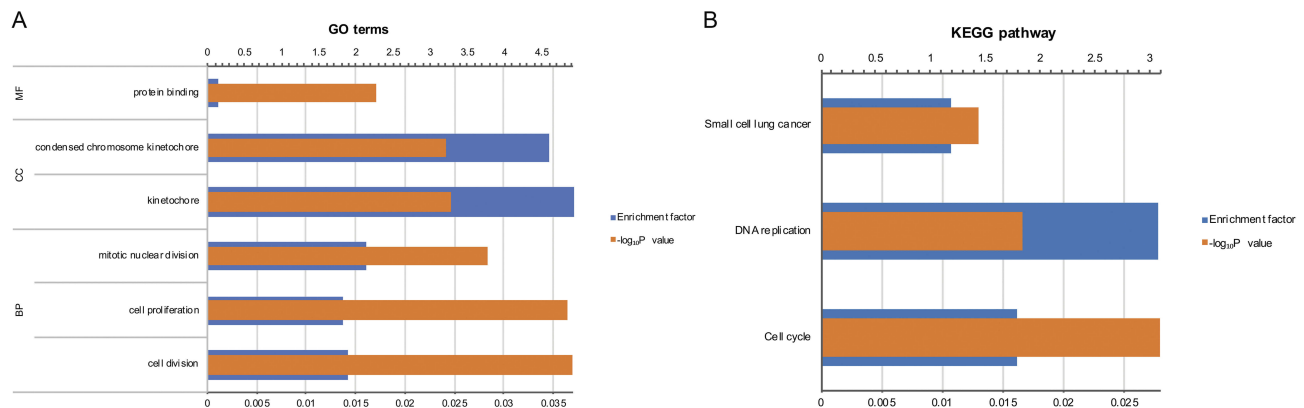 A
GO terms
0 0.5 1 1.5 2 2.5 3 3.5 4 4.5
MF
protein binding
CC
condensed chromosome kinetochore
kinetochore
BP
mitotic nuclear division
cell proliferation
cell division
0 0.005 0.01 0.015 0.02 0.025 0.03 0.035
Enrichment factor
-log₁₀P value
B
KEGG pathway
0 0.5 1 1.5 2 2.5 3
Small cell lung cancer
DNA replication
Cell cycle
0 0.005 0.01 0.015 0.02 0.025
Enrichment factor
-log₁₀P value